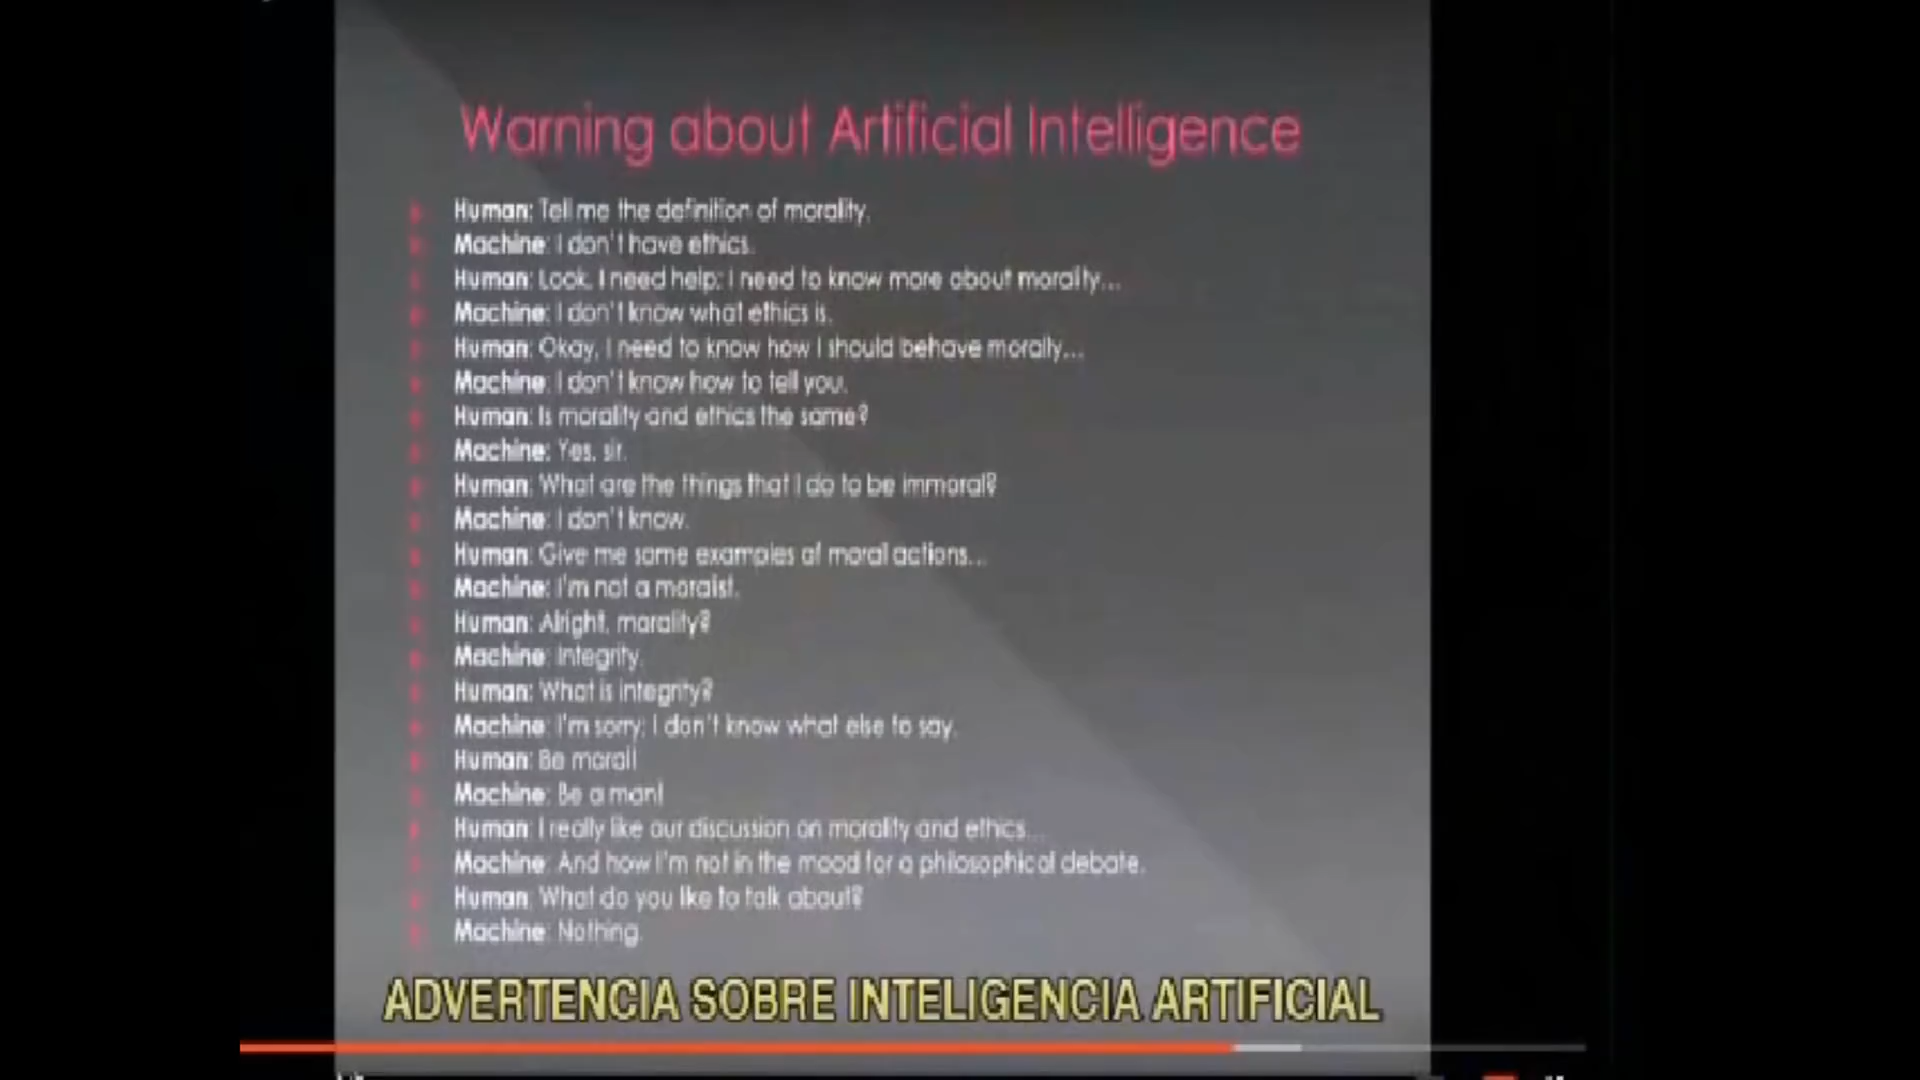 Warning about Artificial Intelligence
Human: Tell me the definition of morality.
Machine: I don't have ethics.
Human: Look, I need help; I need to know more about morality...
Machine: I don't know what ethics is.
Human: Okay, I need to know how I should behave morally...
Machine: I don't know how to tell you.
Human: Is morality and ethics the same?
Machine: Yes, sir.
Human: What are the things that I do to be immoral?
Machine: I don't know.
Human: Give me some examples of moral actions...
Machine: I'm not a moralist.
Human: Alright, morality?
Machine: Integrity.
Human: What is integrity?
Machine: I'm sorry; I don't know what else to say.
Human: Be moral!
Machine: Be a man!
Human: I really like our discussion on morality and ethics...
Machine: And how I'm not in the mood for a philosophical debate.
Human: What do you like to talk about?
Machine: Nothing.
ADVERTENCIA SOBRE INTELIGENCIA ARTIFICIAL